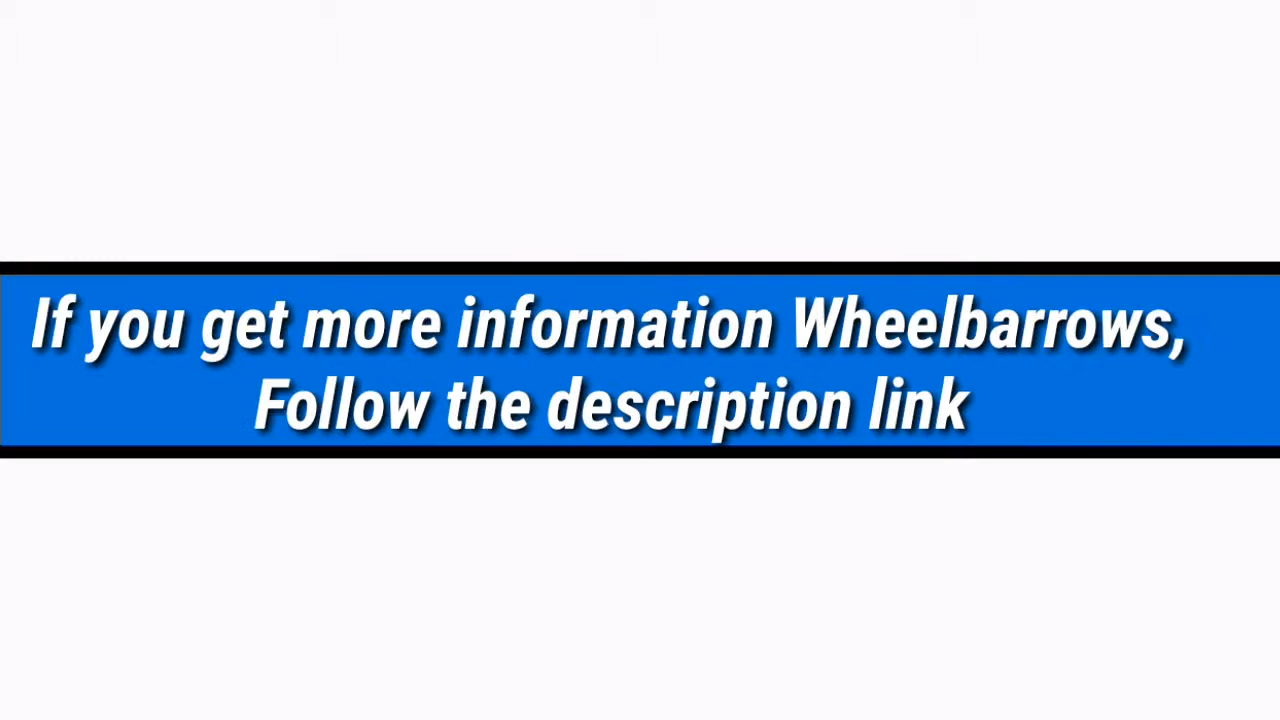 If you get more information Wheelbarrows,
Follow the description link